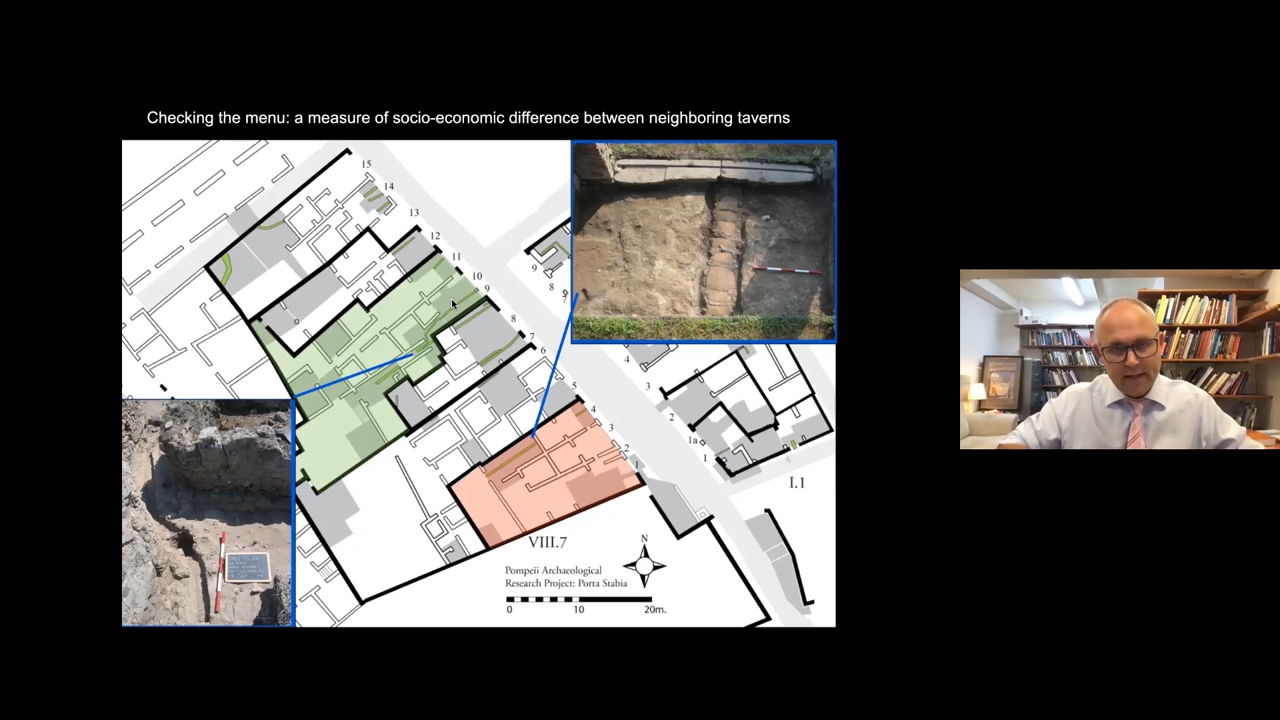 Checking the menu: a measure of socio-economic difference between neighboring taverns
15
14
13
12
11
10
9
8
7
6
5
4
3
2
1
9
8
7
4
3
2
1a
1
I.1
VIII.7
N
Pompeii Archaeological
Research Project: Porta Stabia
0 10 20m.